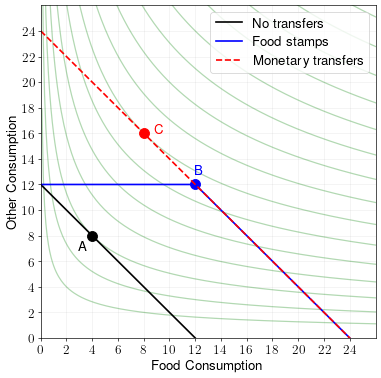 No transfers
Food stamps
Monetary transfers
24
22
20
18
16
14
12
10
8
6
4
2
0
C
B
A
0 2 4 6 8 10 12 14 16 18 20 22 24
Food Consumption
Other Consumption